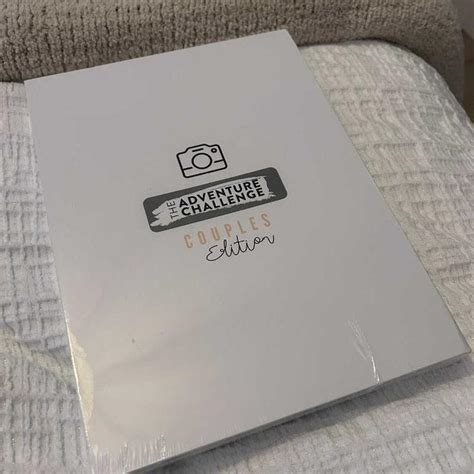 THE
ADVENTURE
CHALLENGE
COUPLES
Edition